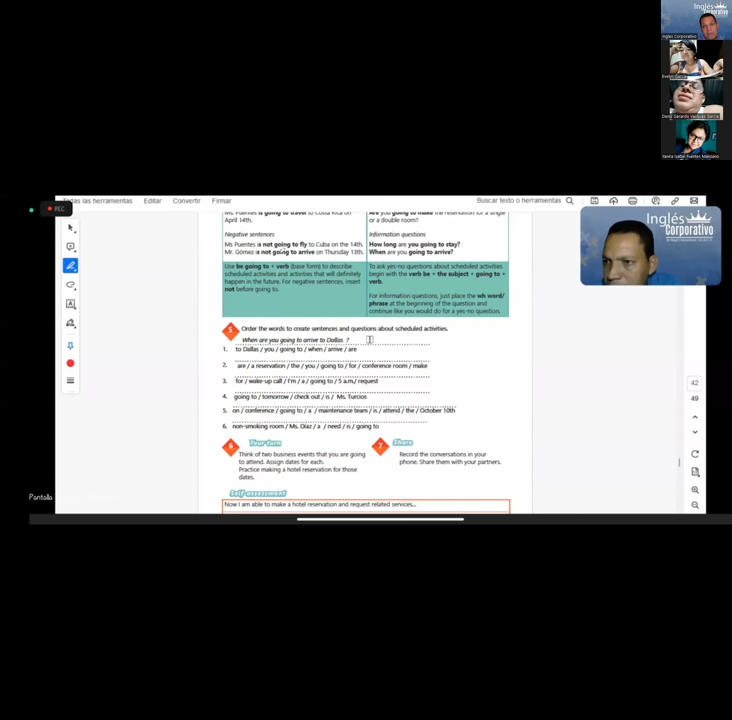 Inglés
Corporativo
Inglés Corporativo
Evelyn Garcia
Denis Gerardo Vasquez Garcia
Yanira Isabel Fuentes Manzano
Todas las herramientas Editar Convertir Firmar
Buscar texto o herramientas
REC
Inglés
Corporativo
Ms. Puentes is going to travel to Costa Rica on
April 14th.
Are you going to make the reservation for a single
or a double room?
Negative sentences
Ms Puentes is not going to fly to Cuba on the 14th.
Mr. Gómez is not going to arrive on Thursday 13th.
Information questions
How long are you going to stay?
When are you going to arrive?
Use be going to + verb (base form) to describe
scheduled activities and activities that will definitely
happen in the future. For negative sentences, insert
not before going to.
To ask yes-no questions about scheduled activities
begin with the verb be + the subject + going to +
verb.
For information questions, just place the wh word/
phrase at the beginning of the question and
continue like you would do for a yes-no question.
5 Order the words to create sentences and questions about scheduled activities.
When are you going to arrive to Dallas ?
1. to Dallas / you / going to / when / arrive / are
2. are / a reservation / the / you / going to / for / conference room / make
3. for / wake-up call / I'm / a / going to / 5 a.m./ request
4. going to / tomorrow / check out / is / Ms. Turcios
5. on / conference / going to / a / maintenance team / is / attend / the / October 10th
6. non-smoking room / Ms. Diaz / a / need / is / going to
6 Your turn
Think of two business events that you are going
to attend. Assign dates for each.
Practice making a hotel reservation for those
dates.
7 Share
Record the conversations in your
phone. Share them with your partners.
Self-assessment
Now I am able to make a hotel reservation and request related services...
42
49
Pantalla